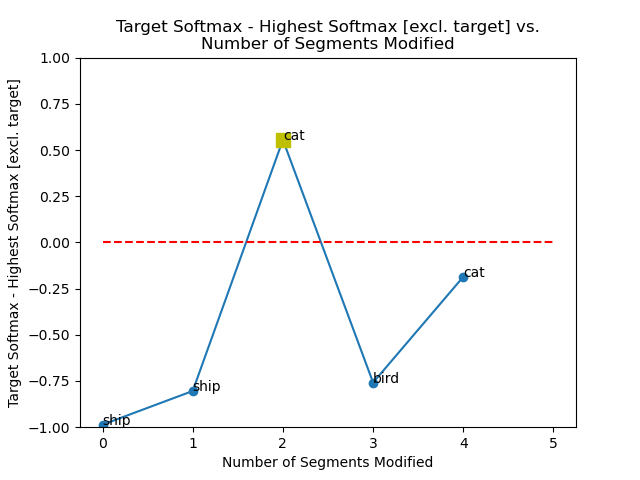 Target Softmax - Highest Softmax [excl. target] vs.
Number of Segments Modified
Target Softmax - Highest Softmax [excl. target]
1.00
0.75
0.50
0.25
0.00
−0.25
−0.50
−0.75
−1.00
cat
cat
bird
ship
ship
0 1 2 3 4 5
Number of Segments Modified